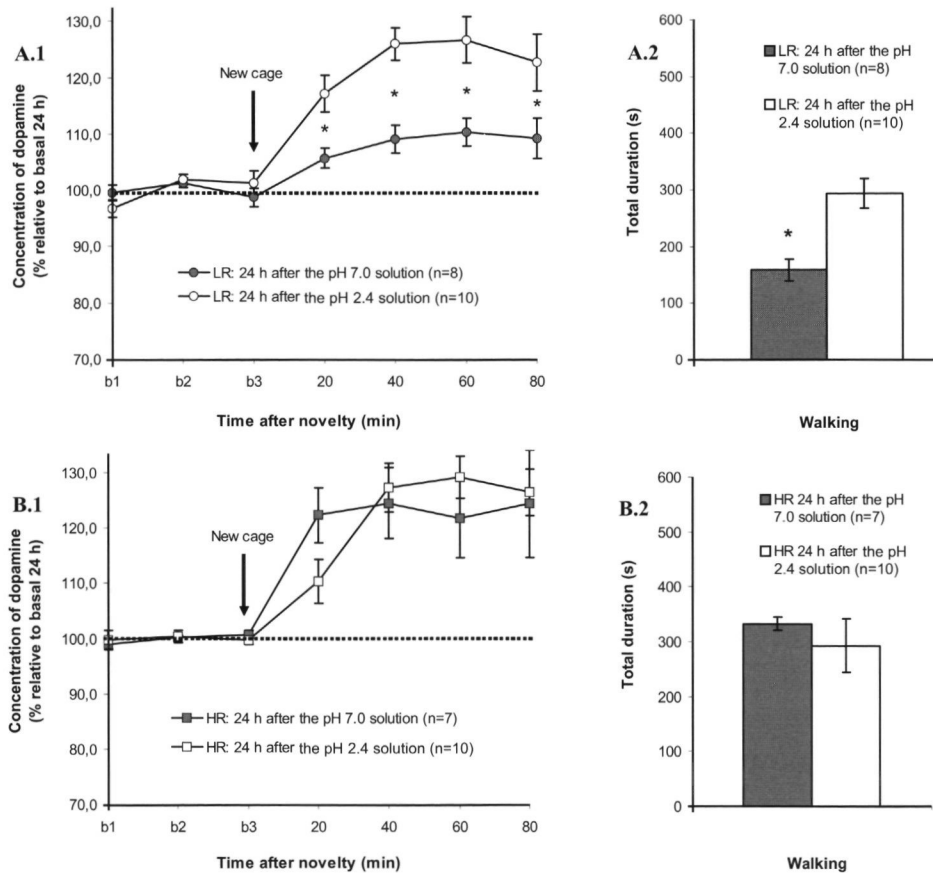 A.1
Concentration of dopamine
(% relative to basal 24 h)
130,0
120,0
110,0
100,0
90,0
80,0
70,0
New cage
*
*
*
*
LR: 24 h after the pH 7.0 solution (n=8)
LR: 24 h after the pH 2.4 solution (n=10)
b1 b2 b3 20 40 60 80
Time after novelty (min)
A.2
Total duration (s)
600
500
400
300
200
100
0
LR: 24 h after the pH
7.0 solution (n=8)
LR: 24 h after the pH
2.4 solution (n=10)
*
Walking
B.1
Concentration of dopamine
(% relative to basal 24 h)
130,0
120,0
110,0
100,0
90,0
80,0
70,0
New cage
HR: 24 h after the pH 7.0 solution (n=7)
HR: 24 h after the pH 2.4 solution (n=10)
b1 b2 b3 20 40 60 80
Time after novelty (min)
B.2
Total duration (s)
600
500
400
300
200
100
0
HR 24 h after the pH
7.0 solution (n=7)
HR 24 h after the pH
2.4 solution (n=10)
Walking